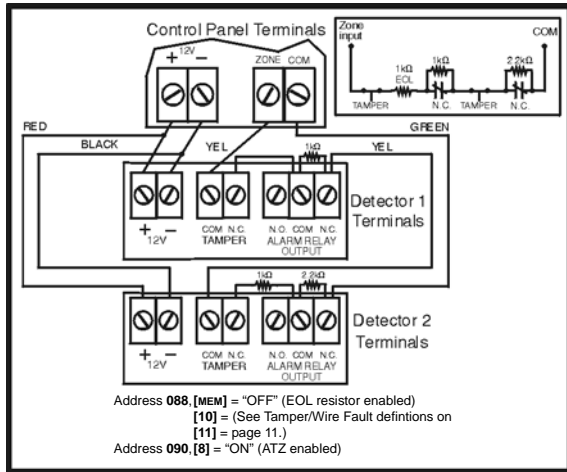 Control Panel Terminals
+ 12V −
ZONE COM
Zone
input
COM
1kΩ
EOL
1kΩ
2.2kΩ
TAMPER
N.C.
TAMPER
N.C.
RED
GREEN
BLACK
YEL
1kΩ
YEL
Detector 1
Terminals
+ −
12V
COM N.C.
TAMPER
N.O. COM N.C.
ALARM RELAY
OUTPUT
1kΩ
2.2kΩ
Detector 2
Terminals
+ −
12V
COM N.C.
TAMPER
N.O. COM N.C.
ALARM RELAY
OUTPUT
Address 088, [MEM] = “OFF” (EOL resistor enabled)
[10] = (See Tamper/Wire Fault defintions on
[11] = page 11.)
Address 090, [8] = “ON” (ATZ enabled)